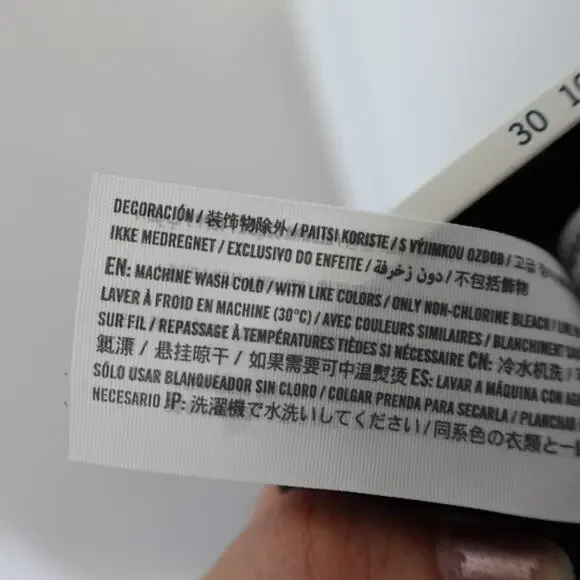 30 10
DECORACIÓN / 装饰物除外 / PAITSI KORISTE / S VÝJIMKOU OZDOB / 고급
IKKE MEDREGNET / EXCLUSIVO DO ENFEITE / دون زخرفة / 不包括飾物
EN: MACHINE WASH COLD / WITH LIKE COLORS / ONLY NON-CHLORINE BLEACH /
LAVER À FROID EN MACHINE (30°C) / AVEC COULEURS SIMILAIRES / BLANCHIMENT
SUR FIL / REPASSAGE À TEMPÉRATURES TIÈDES SI NÉCESSAIRE CN: 冷水机洗 /
氯漂 / 悬挂晾干 / 如果需要可中温熨烫 ES: LAVAR A MÁQUINA CON
SÓLO USAR BLANQUEADOR SIN CLORO / COLGAR PRENDA PARA SECARLA / PLANCHAR
NECESARIO JP: 洗濯機で水洗いしてください / 同系色の衣類と一